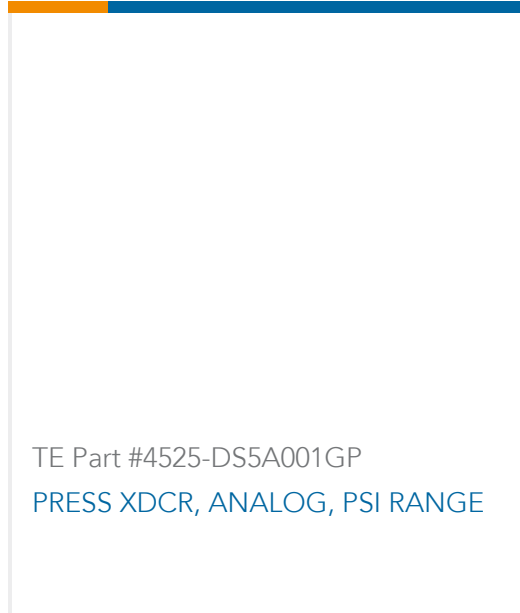 TE Part #4525-DS5A001GP
PRESS XDCR, ANALOG, PSI RANGE